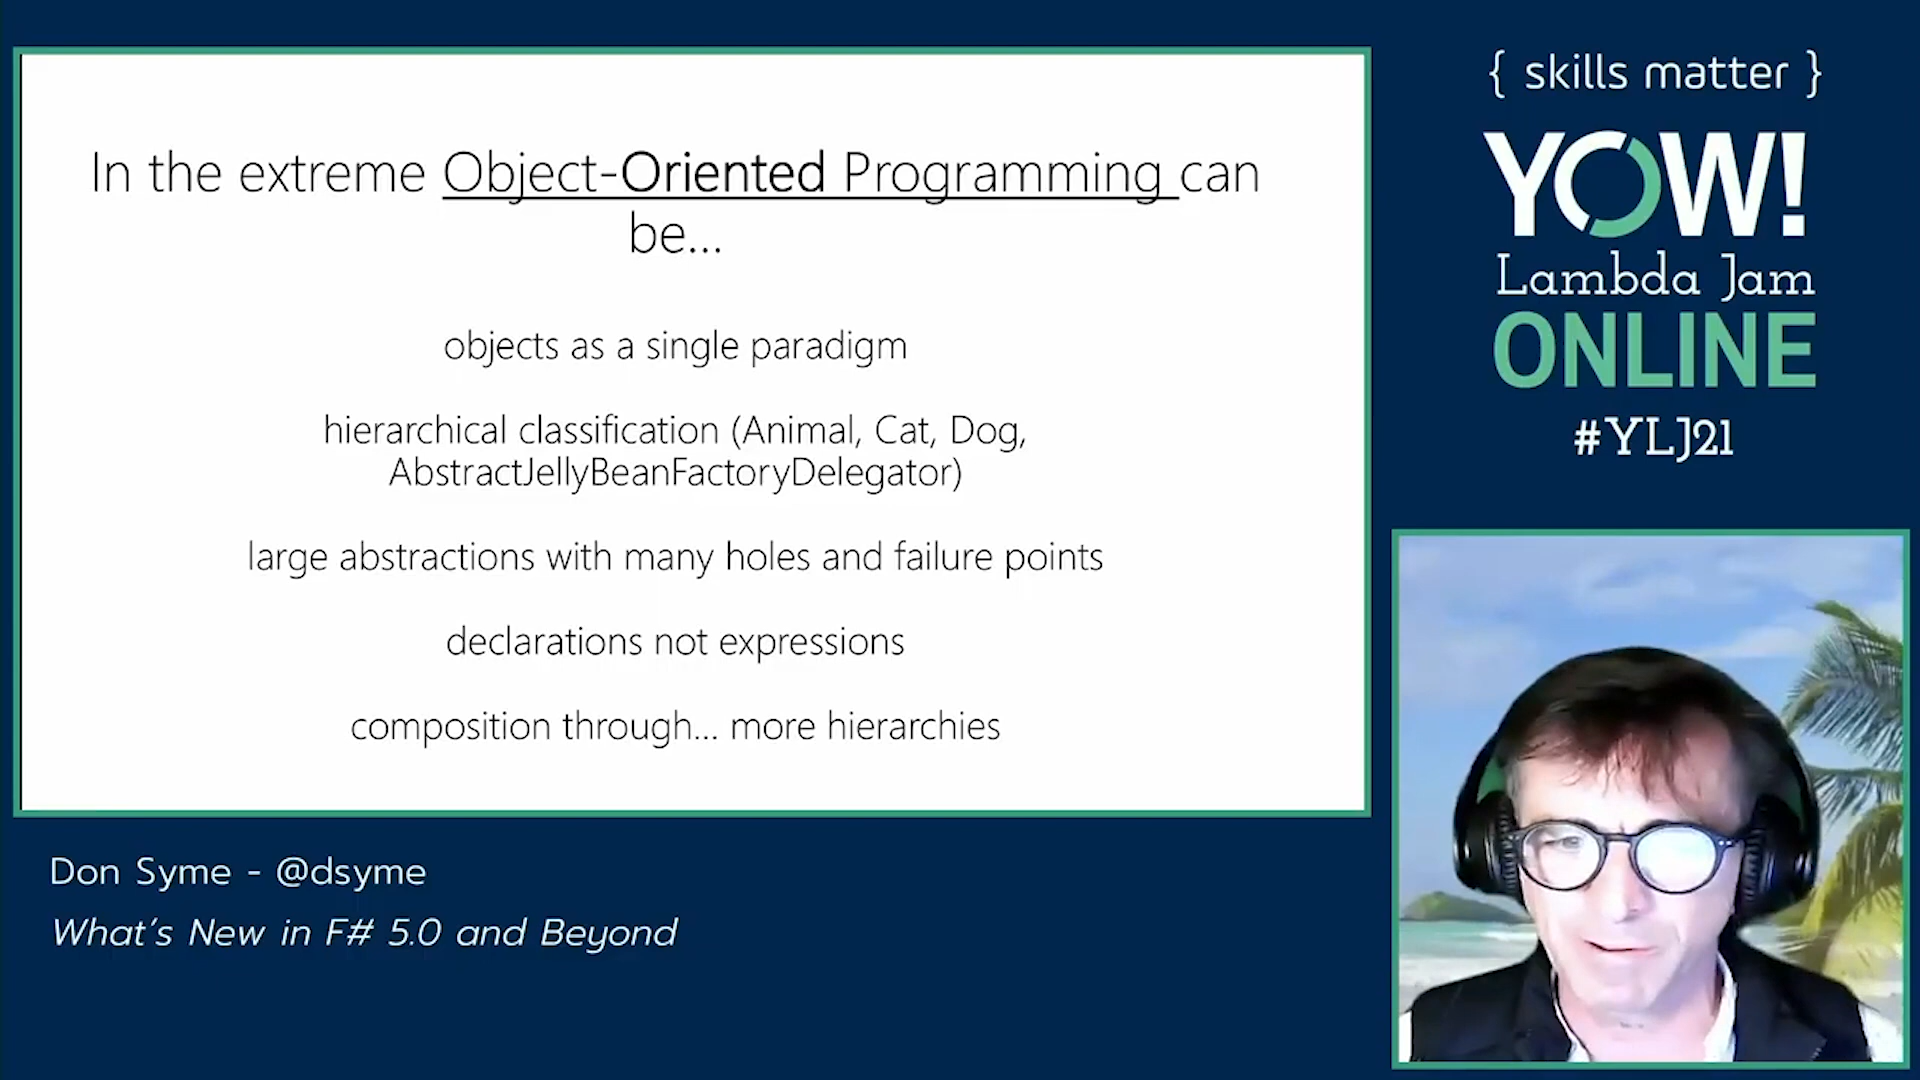 In the extreme Object-Oriented Programming can
be...
objects as a single paradigm
hierarchical classification (Animal, Cat, Dog,
AbstractJellyBeanFactoryDelegator)
large abstractions with many holes and failure points
declarations not expressions
composition through... more hierarchies
Don Syme - @dsyme
What's New in F# 5.0 and Beyond
{ skills matter }
YOW!
Lambda Jam
ONLINE
#YLJ21